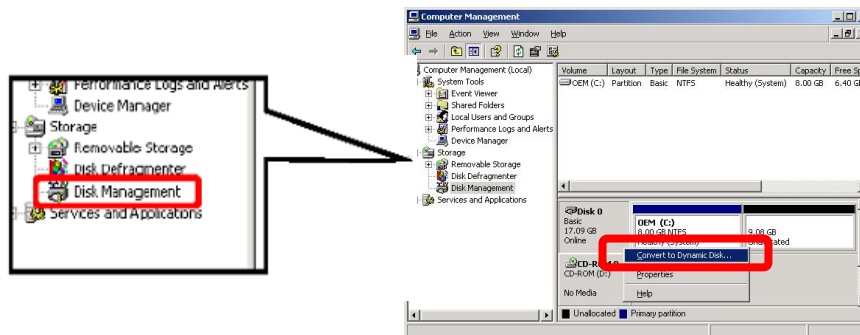 Performance Logs and Alerts
Device Manager
Storage
Removable Storage
Disk Defragmenter
Disk Management
Services and Applications
Computer Management
File Action View Window Help
Computer Management (Local)
System Tools
Event Viewer
Shared Folders
Local Users and Groups
Performance Logs and Alerts
Device Manager
Storage
Removable Storage
Disk Defragmenter
Disk Management
Services and Applications
Volume Layout Type File System Status Capacity Free Sp
OEM (C:) Partition Basic NTFS Healthy (System) 8.00 GB 6.40 GB
Disk 0
Basic
17.09 GB
Online
OEM (C:)
8.00 GB NTFS
Healthy (System)
9.08 GB
Unallocated
CD-ROM 0
CD-ROM (D:)
No Media
Convert to Dynamic Disk...
Properties
Help
Unallocated Primary partition